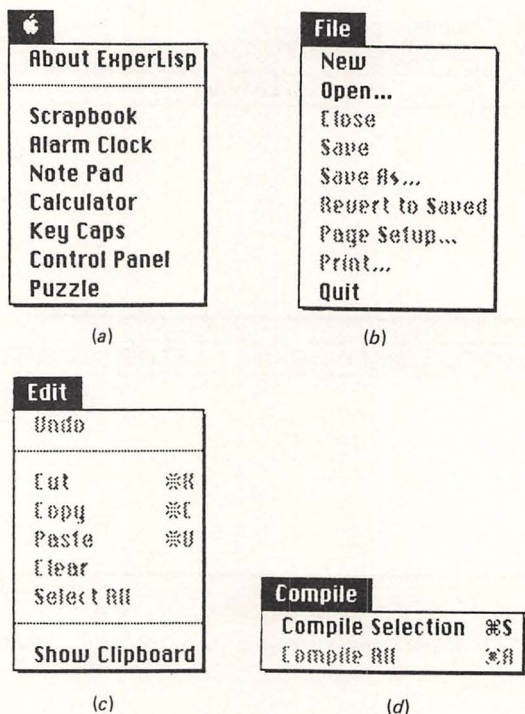 About ExperLisp
Scrapbook
Alarm Clock
Note Pad
Calculator
Key Caps
Control Panel
Puzzle
(a)
File
New
Open...
Close
Save
Save As...
Revert to Saved
Page Setup...
Print...
Quit
(b)
Edit
Undo
Cut ⌘X
Copy ⌘C
Paste ⌘V
Clear
Select All
Show Clipboard
(c)
Compile
Compile Selection ⌘S
Compile All ⌘A
(d)